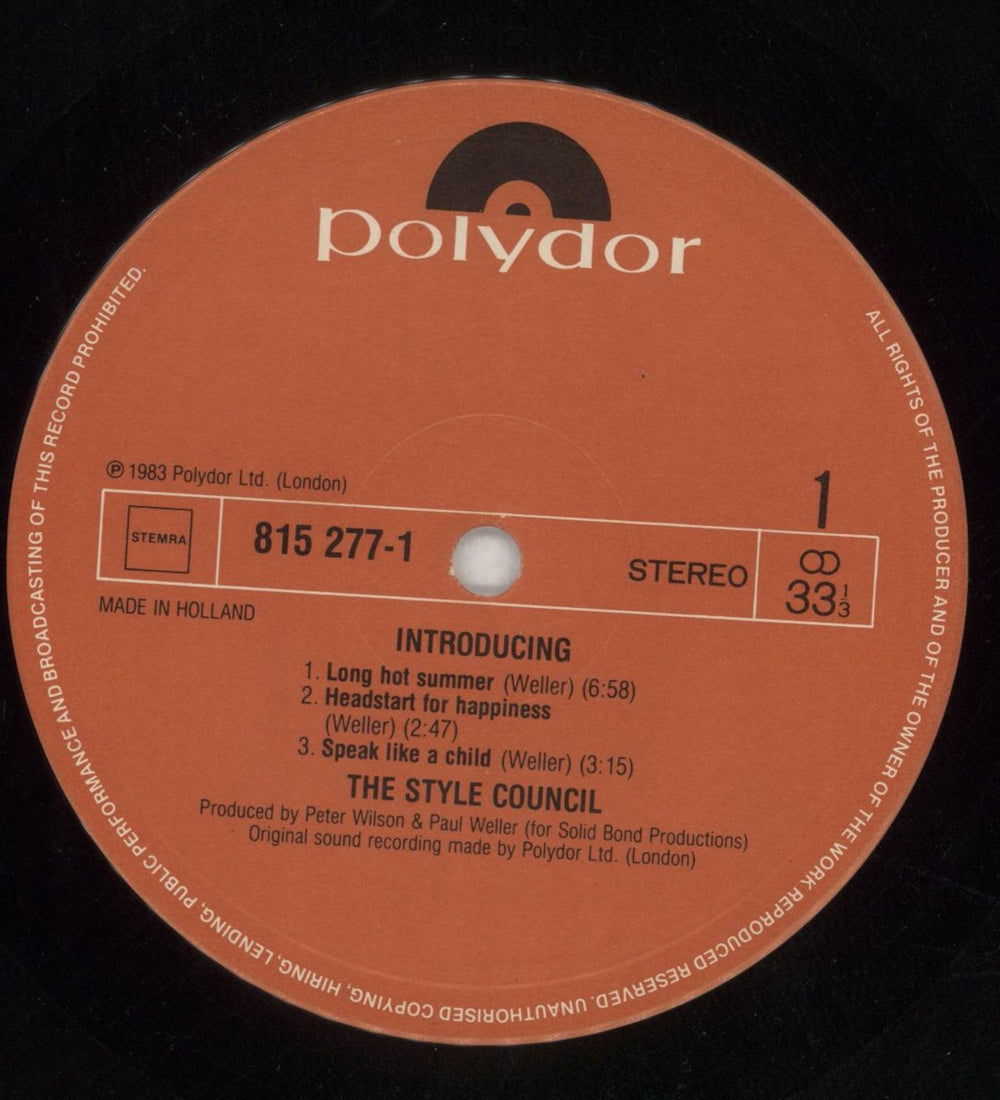 polydor
℗ 1983 Polydor Ltd. (London)
1
STEMRA
815 277-1
STEREO
33 1/3
MADE IN HOLLAND
INTRODUCING
1. Long hot summer (Weller) (6:58)
2. Headstart for happiness
(Weller) (2:47)
3. Speak like a child (Weller) (3:15)
THE STYLE COUNCIL
Produced by Peter Wilson & Paul Weller (for Solid Bond Productions)
Original sound recording made by Polydor Ltd. (London)
ALL RIGHTS OF THE PRODUCER AND OF THE OWNER OF THE WORK REPRODUCED RESERVED. UNAUTHORISED COPYING, HIRING, LENDING, PUBLIC PERFORMANCE AND BROADCASTING OF THIS RECORD PROHIBITED.